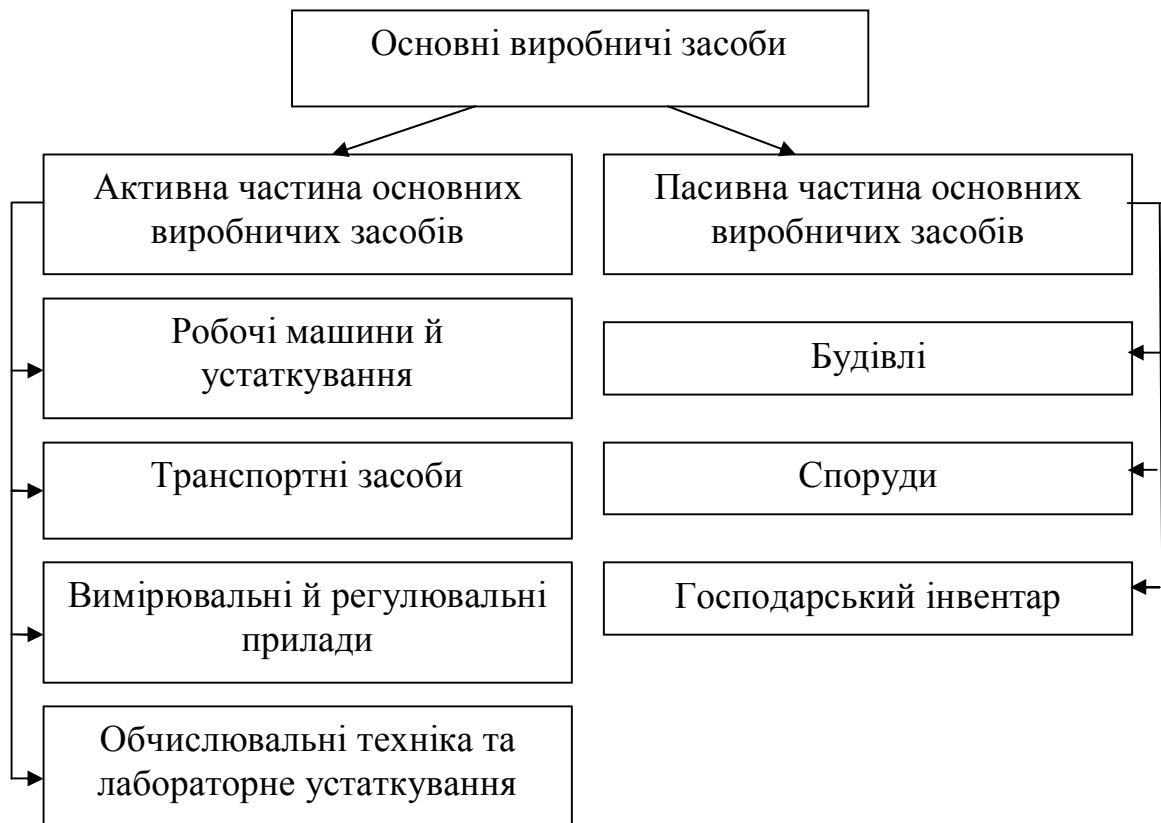 Основні виробничі засоби
Активна частина основних
виробничих засобів
Пасивна частина основних
виробничих засобів
Робочі машини й
устаткування
Будівлі
Транспортні засоби
Споруди
Вимірювальні й регулювальні
прилади
Господарський інвентар
Обчислювальні техніка та
лабораторне устаткування